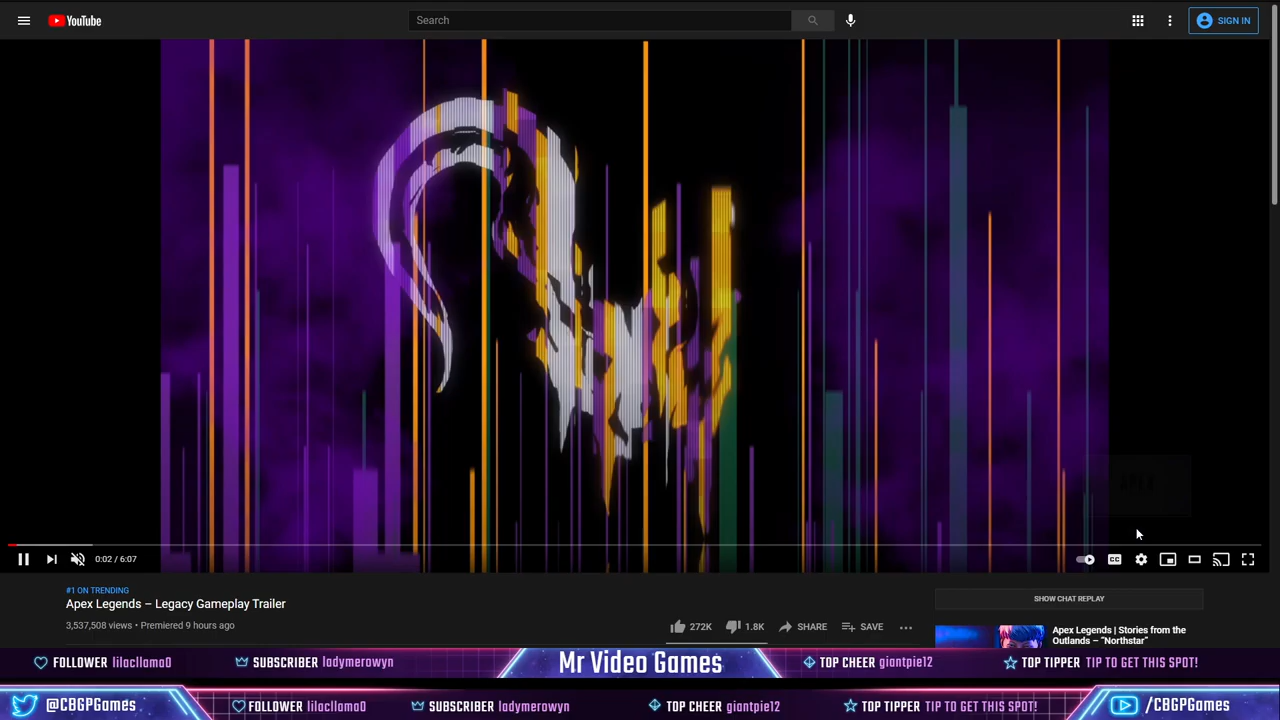 YouTube
Search
SIGN IN
0:02 / 6:07
CC
#1 ON TRENDING
Apex Legends – Legacy Gameplay Trailer
3,537,508 views • Premiered 9 hours ago
272K 1.8K SHARE SAVE
SHOW CHAT REPLAY
Apex Legends | Stories from the
Outlands – "Northstar"
FOLLOWER lilacllama0 SUBSCRIBER ladymerowyn Mr Video Games TOP CHEER giantpie12 TOP TIPPER TIP TO GET THIS SPOT!
@CBGPGames FOLLOWER lilacllama0 SUBSCRIBER ladymerowyn TOP CHEER giantpie12 TOP TIPPER TIP TO GET THIS SPOT! /CBGPGames